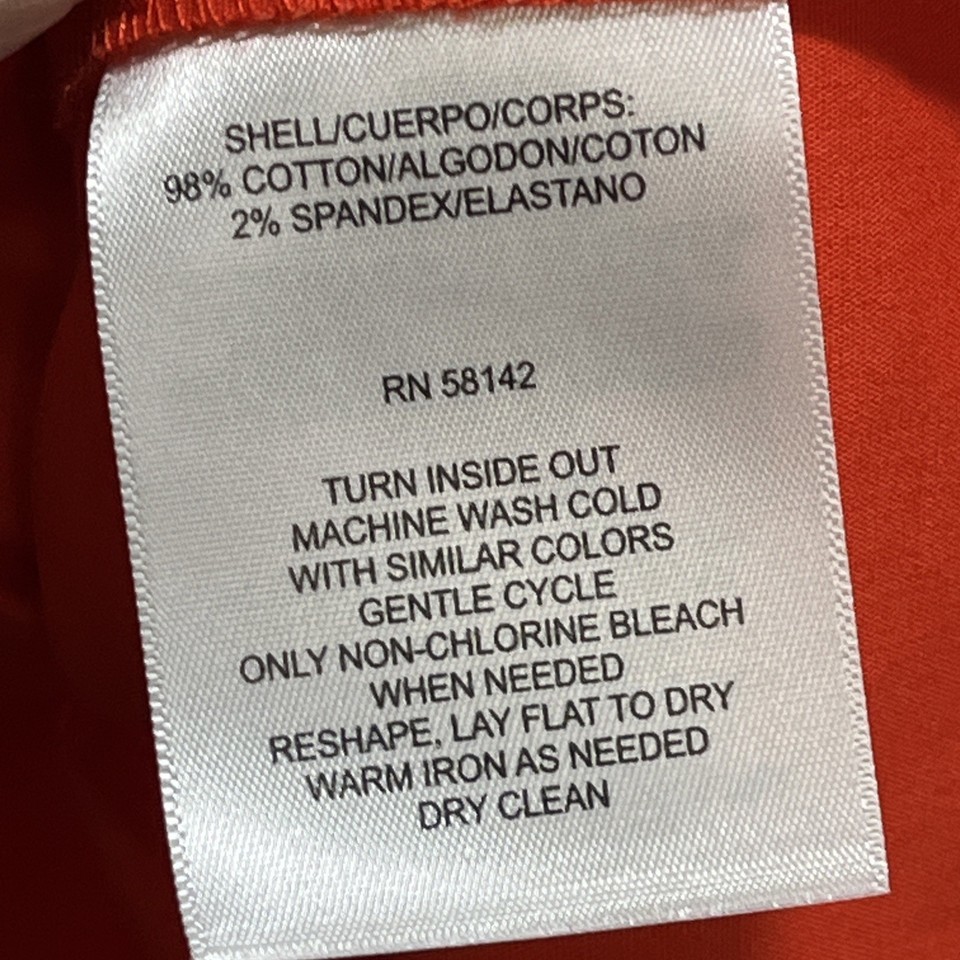 SHELL/CUERPO/CORPS:
98% COTTON/ALGODON/COTON
2% SPANDEX/ELASTANO
RN 58142
TURN INSIDE OUT
MACHINE WASH COLD
WITH SIMILAR COLORS
GENTLE CYCLE
ONLY NON-CHLORINE BLEACH
WHEN NEEDED
RESHAPE, LAY FLAT TO DRY
WARM IRON AS NEEDED
DRY CLEAN